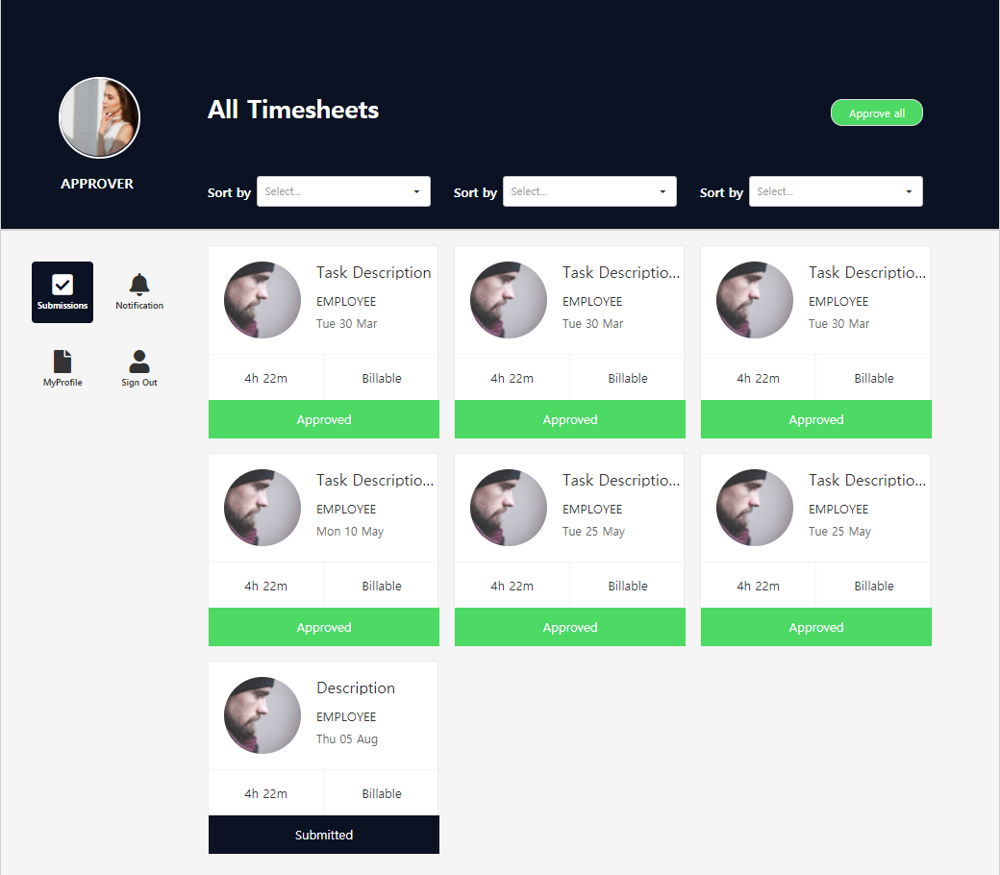 All Timesheets
Approve all
APPROVER
Sort by Select...
Sort by Select...
Sort by Select...
Submissions
Notification
MyProfile
Sign Out
Task Description
EMPLOYEE
Tue 30 Mar
4h 22m
Billable
Approved
Task Descriptio...
EMPLOYEE
Tue 30 Mar
4h 22m
Billable
Approved
Task Descriptio...
EMPLOYEE
Tue 30 Mar
4h 22m
Billable
Approved
Task Descriptio...
EMPLOYEE
Mon 10 May
4h 22m
Billable
Approved
Task Descriptio...
EMPLOYEE
Tue 25 May
4h 22m
Billable
Approved
Task Descriptio...
EMPLOYEE
Tue 25 May
4h 22m
Billable
Approved
Description
EMPLOYEE
Thu 05 Aug
4h 22m
Billable
Submitted